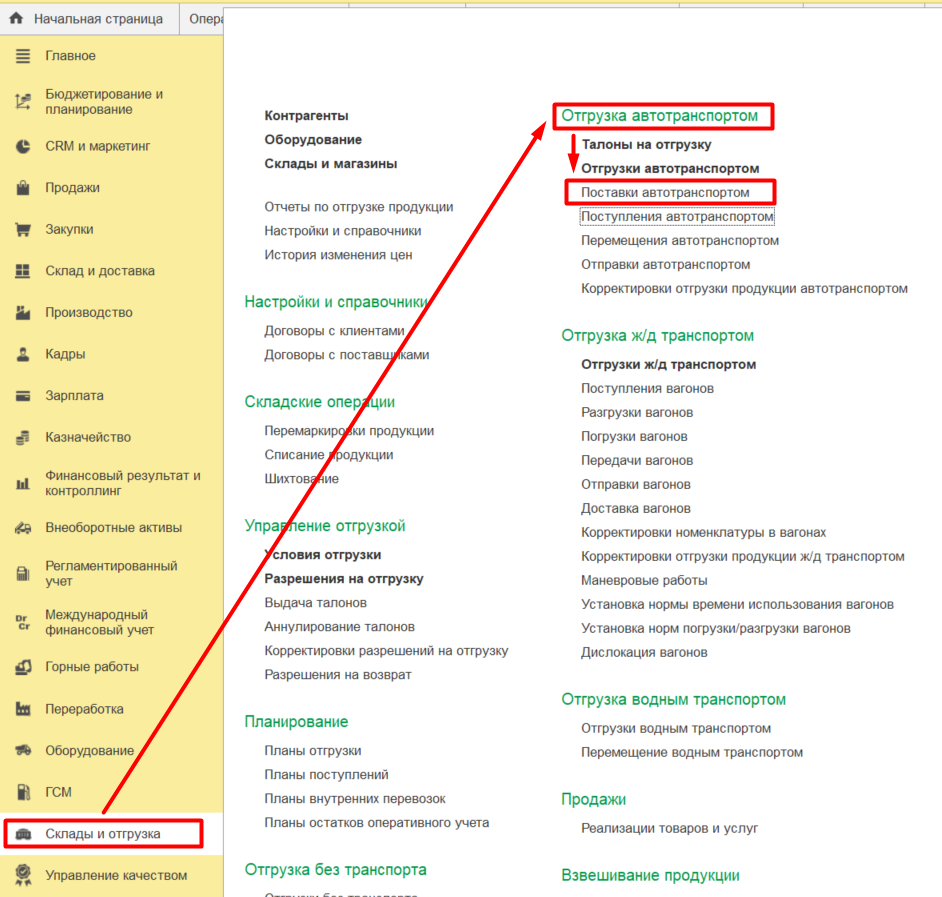 Начальная страница
Опер
Главное
Бюджетирование и
планирование
CRM и маркетинг
Продажи
Закупки
Склад и доставка
Производство
Кадры
Зарплата
Казначейство
Финансовый результат и
контроллинг
Внеоборотные активы
Регламентированный
учет
Dr
Cr
Международный
финансовый учет
Горные работы
Переработка
Оборудование
ГСМ
Склады и отгрузка
Управление качеством
Контрагенты
Оборудование
Склады и магазины
Отчеты по отгрузке продукции
Настройки и справочники
История изменения цен
Настройки и справочники
Договоры с клиентами
Договоры с поставщиками
Складские операции
Перемаркировки продукции
Списание продукции
Шихтование
Управление отгрузкой
Условия отгрузки
Разрешения на отгрузку
Выдача талонов
Аннулирование талонов
Корректировки разрешений на отгрузку
Разрешения на возврат
Планирование
Планы отгрузки
Планы поступлений
Планы внутренних перевозок
Планы остатков оперативного учета
Отгрузка без транспорта
Отгрузки без транспорта
Отгрузка автотранспортом
Талоны на отгрузку
Отгрузки автотранспортом
Поставки автотранспортом
Поступления автотранспортом
Перемещения автотранспортом
Отправки автотранспортом
Корректировки отгрузки продукции автотранспортом
Отгрузка ж/д транспортом
Отгрузки ж/д транспортом
Поступления вагонов
Разгрузки вагонов
Погрузки вагонов
Передачи вагонов
Отправки вагонов
Доставка вагонов
Корректировки номенклатуры в вагонах
Корректировки отгрузки продукции ж/д транспортом
Маневровые работы
Установка нормы времени использования вагонов
Установка норм погрузки/разгрузки вагонов
Дислокация вагонов
Отгрузка водным транспортом
Отгрузки водным транспортом
Перемещение водным транспортом
Продажи
Реализации товаров и услуг
Взвешивание продукции